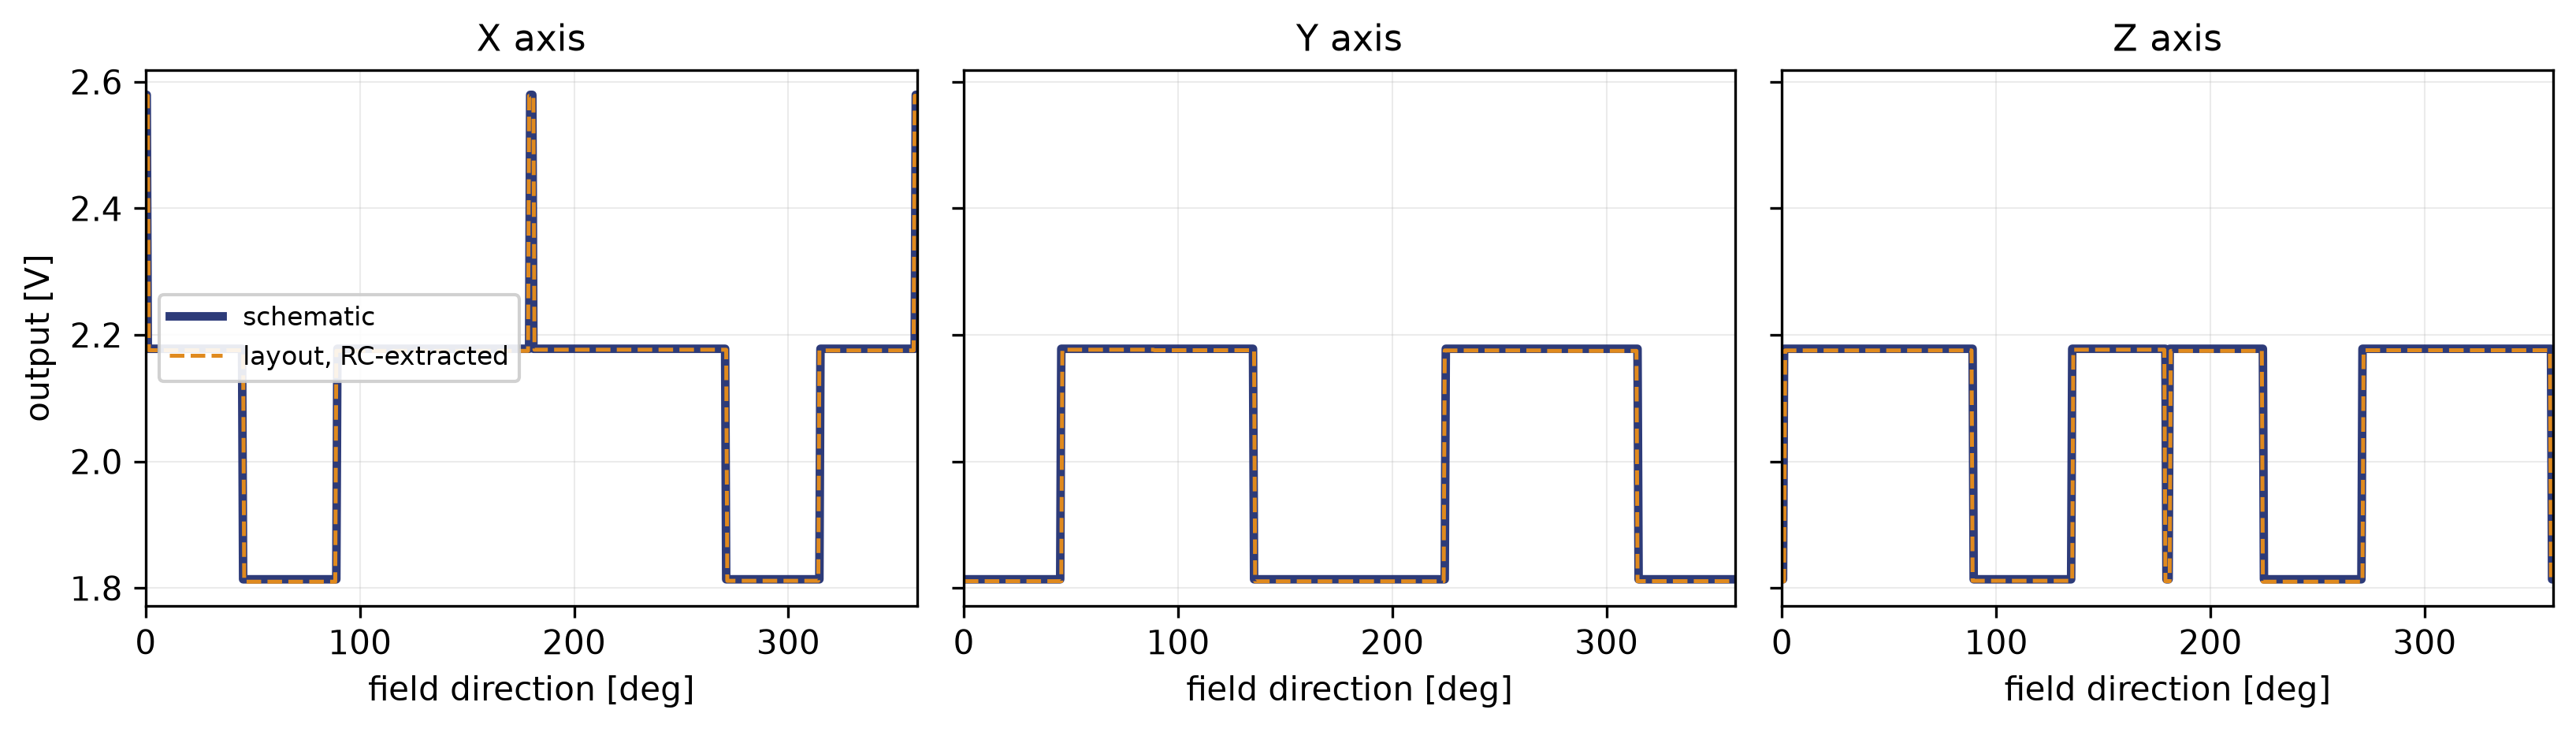 X axis
Y axis
Z axis
output [V]
2.6
2.4
2.2
2.0
1.8
schematic
layout, RC-extracted
0 100 200 300
0 100 200 300
0 100 200 300
field direction [deg]
field direction [deg]
field direction [deg]